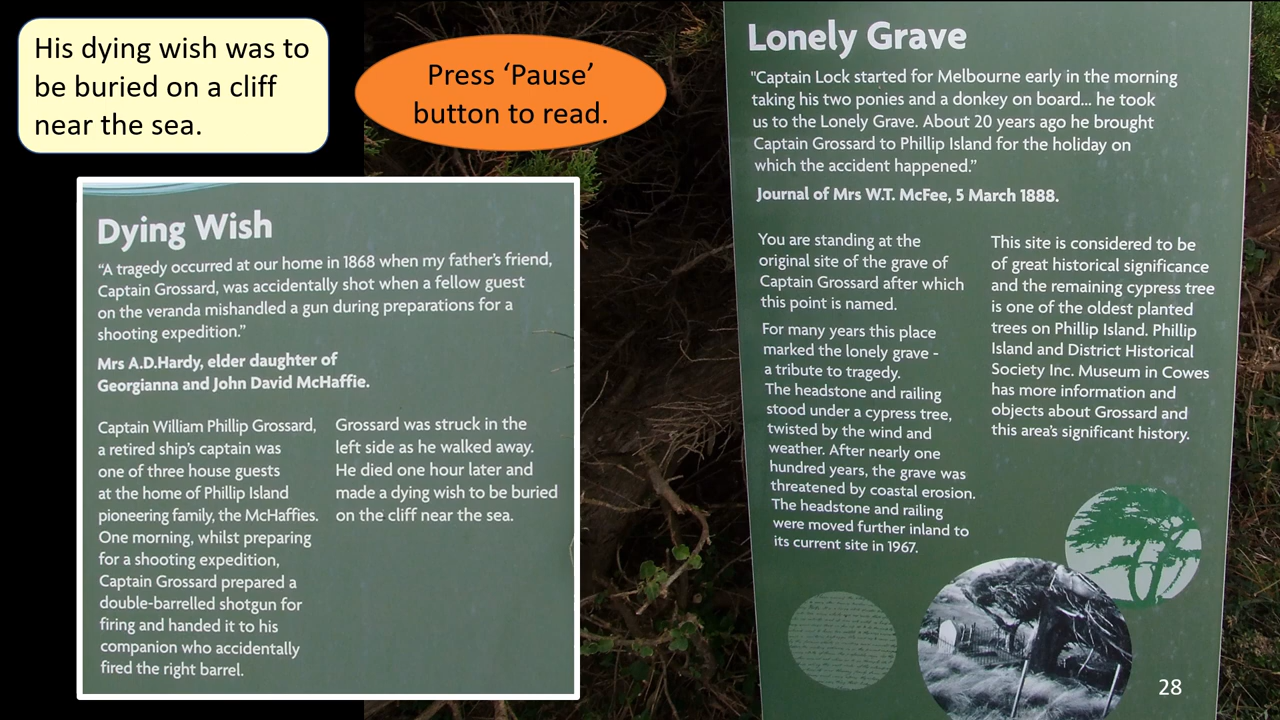 His dying wish was to
be buried on a cliff
near the sea.
Press ‘Pause’
button to read.
Dying Wish
“A tragedy occurred at our home in 1868 when my father’s friend,
Captain Grossard, was accidentally shot when a fellow guest
on the veranda mishandled a gun during preparations for a
shooting expedition.”
Mrs A.D.Hardy, elder daughter of
Georgianna and John David McHaffie.
Captain William Phillip Grossard,
a retired ship’s captain was
one of three house guests
at the home of Phillip Island
pioneering family, the McHaffies.
One morning, whilst preparing
for a shooting expedition,
Captain Grossard prepared a
double-barrelled shotgun for
firing and handed it to his
companion who accidentally
fired the right barrel.
Grossard was struck in the
left side as he walked away.
He died one hour later and
made a dying wish to be buried
on the cliff near the sea.
Lonely Grave
"Captain Lock started for Melbourne early in the morning
taking his two ponies and a donkey on board... he took
us to the Lonely Grave. About 20 years ago he brought
Captain Grossard to Phillip Island for the holiday on
which the accident happened.”
Journal of Mrs W.T. McFee, 5 March 1888.
You are standing at the
original site of the grave of
Captain Grossard after which
this point is named.
For many years this place
marked the lonely grave -
a tribute to tragedy.
The headstone and railing
stood under a cypress tree,
twisted by the wind and
weather. After nearly one
hundred years, the grave was
threatened by coastal erosion.
The headstone and railing
were moved further inland to
its current site in 1967.
This site is considered to be
of great historical significance
and the remaining cypress tree
is one of the oldest planted
trees on Phillip Island. Phillip
Island and District Historical
Society Inc. Museum in Cowes
has more information and
objects about Grossard and
this area’s significant history.
28